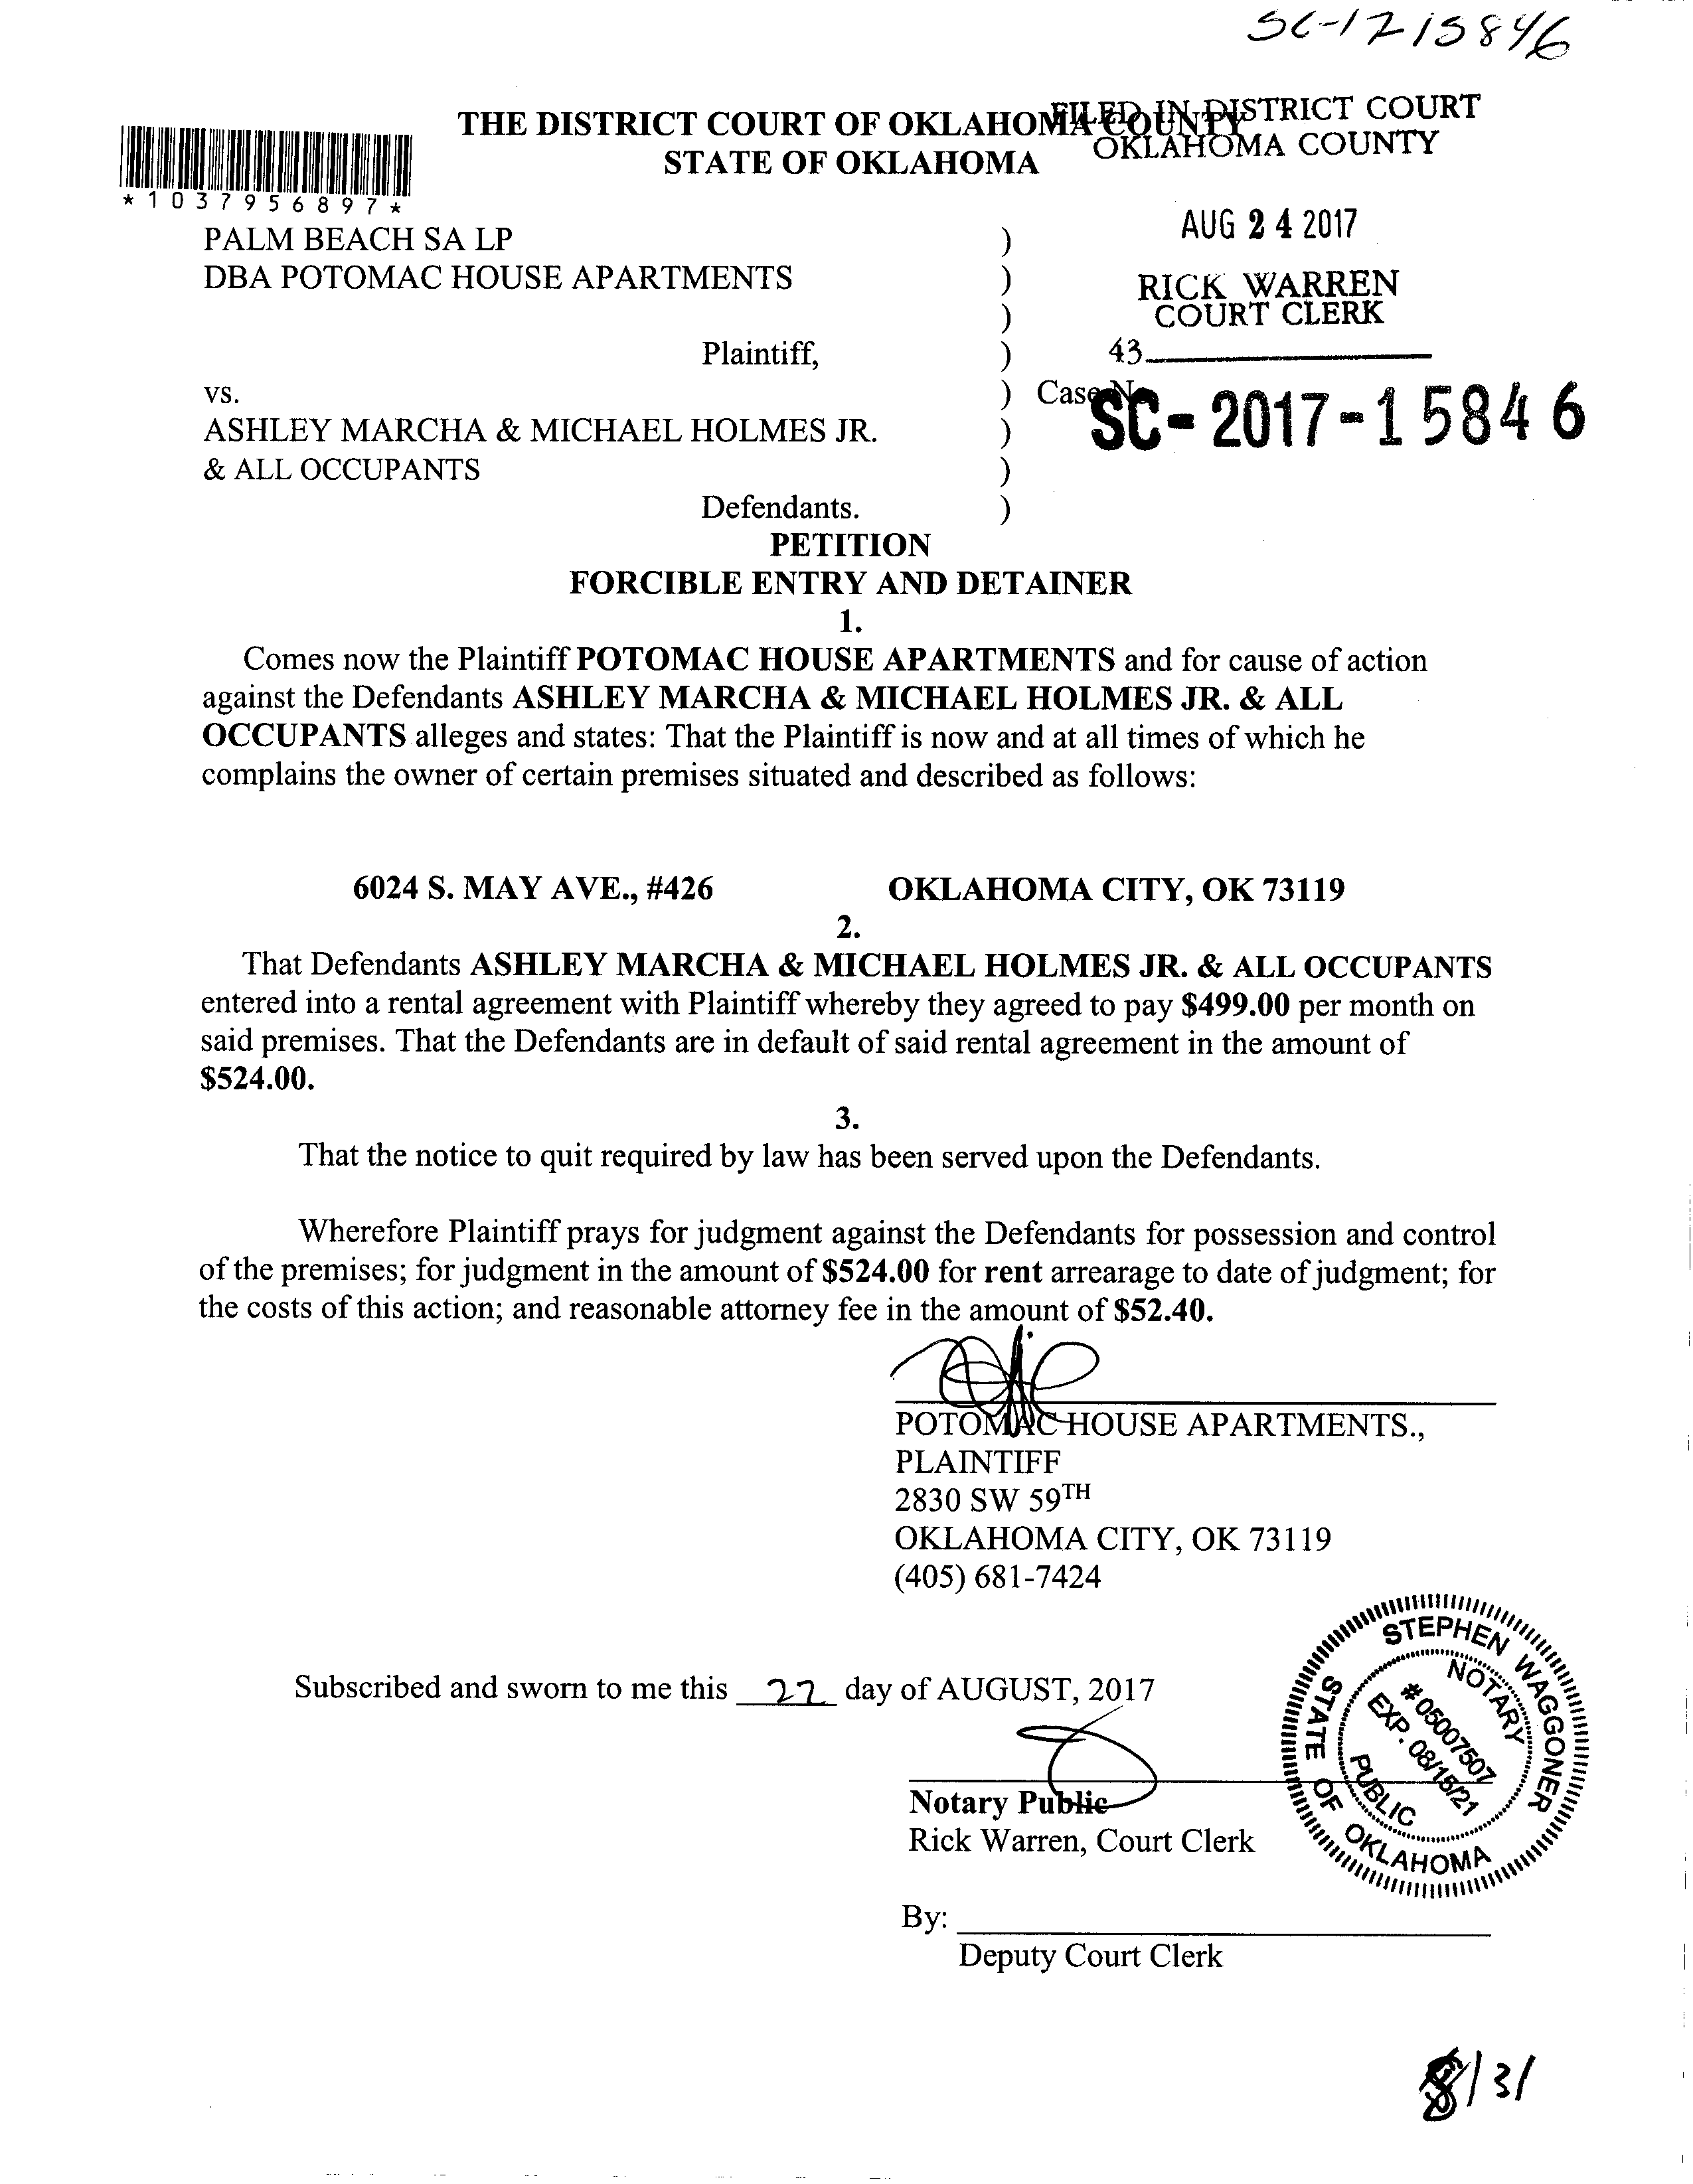 SC-1715846
THE DISTRICT COURT OF OKLAHOMA COUNTY
STATE OF OKLAHOMA
FILED IN DISTRICT COURT
OKLAHOMA COUNTY
*1037956897*
AUG 24 2017
PALM BEACH SA LP )
DBA POTOMAC HOUSE APARTMENTS )
RICK WARREN
COURT CLERK
)
Plaintiff, )
43
vs. ) Case No.
SC-2017-15846
ASHLEY MARCHA & MICHAEL HOLMES JR. )
& ALL OCCUPANTS )
Defendants. )
PETITION
FORCIBLE ENTRY AND DETAINER
1.
Comes now the Plaintiff POTOMAC HOUSE APARTMENTS and for cause of action
against the Defendants ASHLEY MARCHA & MICHAEL HOLMES JR. & ALL
OCCUPANTS alleges and states: That the Plaintiff is now and at all times of which he
complains the owner of certain premises situated and described as follows:
6024 S. MAY AVE., #426 OKLAHOMA CITY, OK 73119
2.
That Defendants ASHLEY MARCHA & MICHAEL HOLMES JR. & ALL OCCUPANTS
entered into a rental agreement with Plaintiff whereby they agreed to pay $499.00 per month on
said premises. That the Defendants are in default of said rental agreement in the amount of
$524.00.
3.
That the notice to quit required by law has been served upon the Defendants.
Wherefore Plaintiff prays for judgment against the Defendants for possession and control
of the premises; for judgment in the amount of $524.00 for rent arrearage to date of judgment; for
the costs of this action; and reasonable attorney fee in the amount of $52.40.
POTOMAC HOUSE APARTMENTS.,
PLAINTIFF
2830 SW 59TH
OKLAHOMA CITY, OK 73119
(405) 681-7424
Subscribed and sworn to me this 22 day of AUGUST, 2017
STEPHEN WAGGONER
NOTARY
# 05007507
EXP. 08/15/21
PUBLIC
STATE OF OKLAHOMA
Notary Public
Rick Warren, Court Clerk
By:
Deputy Court Clerk
8/31